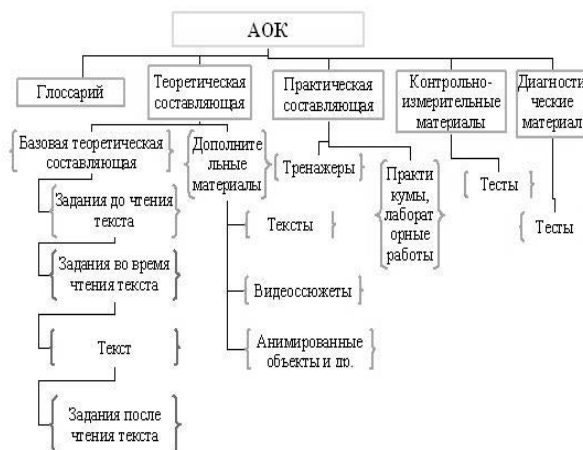 АОК
Глоссарий
Теоретическая
составляющая
Практическая
составляющая
Контрольно-
измерительные
материалы
Диагности
ческие
материал
Базовая теоретическая
составляющая
Дополните
льные
материалы
Задания до чтения
текста
Задания во время
чтения текста
Текст
Задания после
чтения текста
Тексты
Видеоссюжеты
Анимированные
объекты и др.
Тренажеры
Практи
кумы,
лаборат
орные
работы
Тесты
Тесты